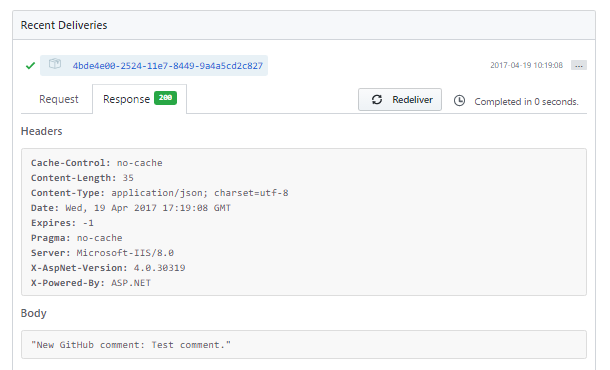 Recent Deliveries
4bde4e00-2524-11e7-8449-9a4a5cd2c827 2017-04-19 10:19:08 ...
Request Response 200 Redeliver Completed in 0 seconds.
Headers
Cache-Control: no-cache
Content-Length: 35
Content-Type: application/json; charset=utf-8
Date: Wed, 19 Apr 2017 17:19:08 GMT
Expires: -1
Pragma: no-cache
Server: Microsoft-IIS/8.0
X-AspNet-Version: 4.0.30319
X-Powered-By: ASP.NET
Body
"New GitHub comment: Test comment."